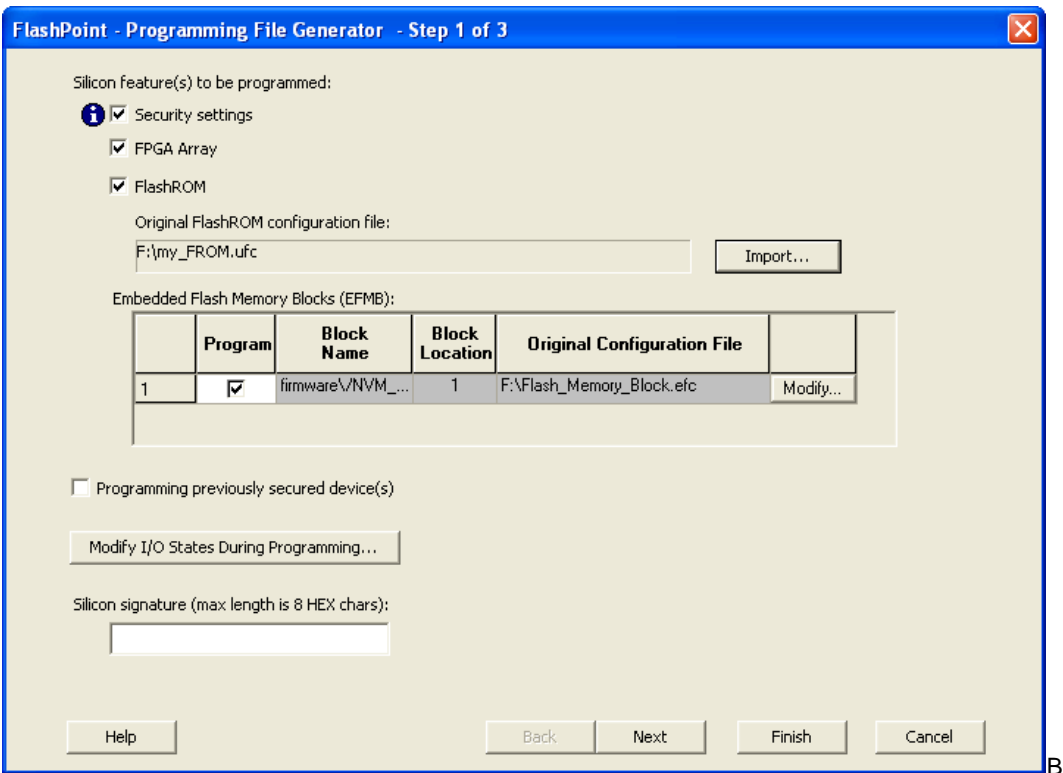 FlashPoint - Programming File Generator - Step 1 of 3
Silicon feature(s) to be programmed:
Security settings
FPGA Array
FlashROM
Original FlashROM configuration file:
F:\my_FROM.ufc
Import...
Embedded Flash Memory Blocks (EFMB):
Program Block Name Block Location Original Configuration File
1 firmware\/NVM_... 1 F:\Flash_Memory_Block.efc Modify...
Programming previously secured device(s)
Modify I/O States During Programming...
Silicon signature (max length is 8 HEX chars):
Help Back Next Finish Cancel
B